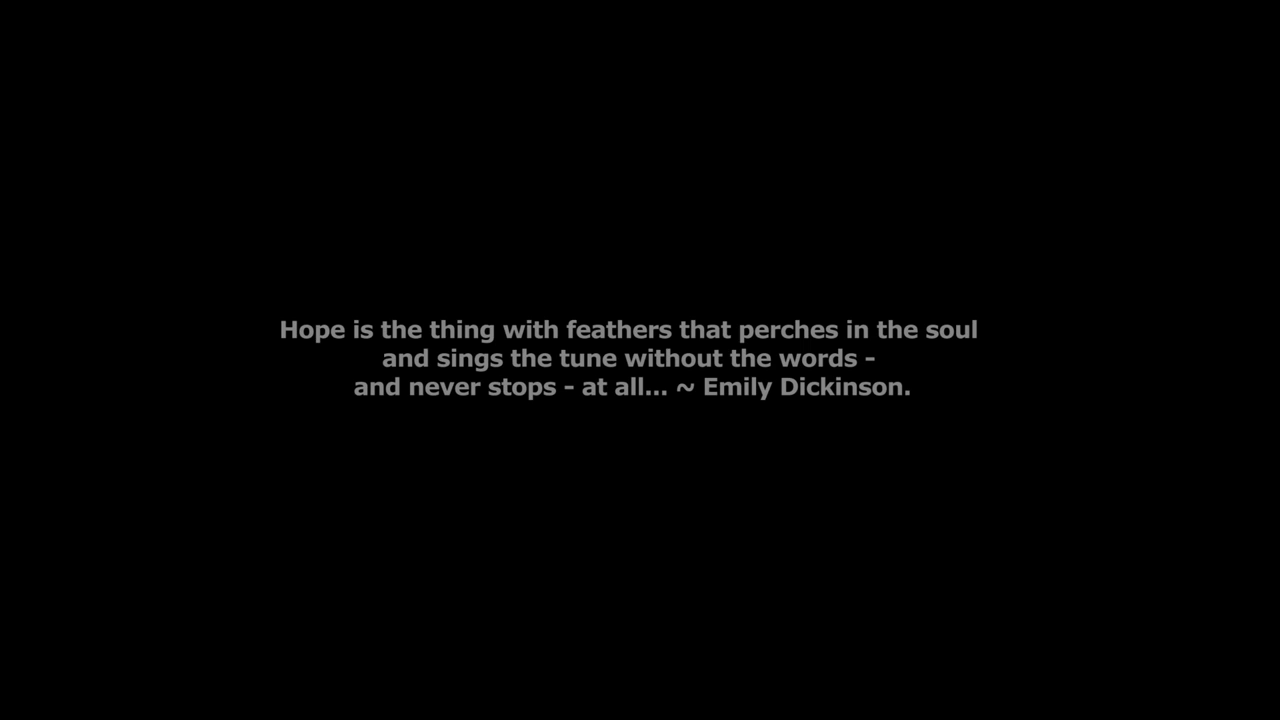 Hope is the thing with feathers that perches in the soul
and sings the tune without the words -
and never stops - at all... ~ Emily Dickinson.